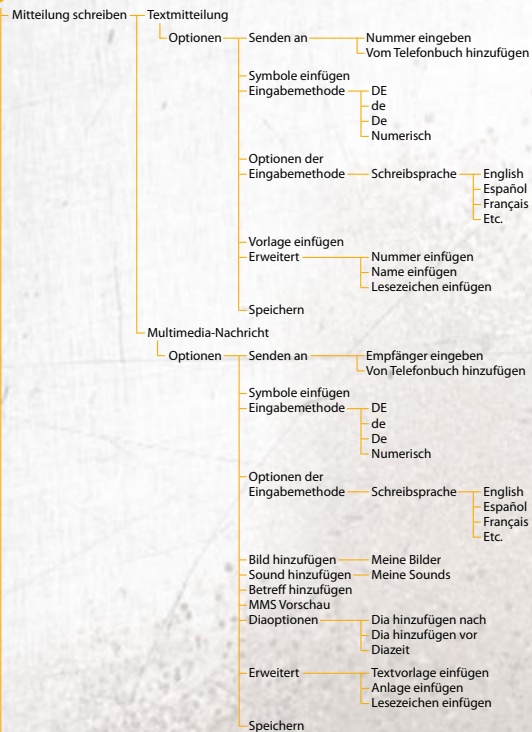 Mitteilung schreiben Textmitteilung
Optionen Senden an Nummer eingeben
Vom Telefonbuch hinzufügen
Symbole einfügen
Eingabemethode DE
de
De
Numerisch
Optionen der
Eingabemethode Schreibsprache English
Español
Français
Etc.
Vorlage einfügen
Erweitert Nummer einfügen
Name einfügen
Lesezeichen einfügen
Speichern
Multimedia-Nachricht
Optionen Senden an Empfänger eingeben
Von Telefonbuch hinzufügen
Symbole einfügen
Eingabemethode DE
de
De
Numerisch
Optionen der
Eingabemethode Schreibsprache English
Español
Français
Etc.
Bild hinzufügen Meine Bilder
Sound hinzufügen Meine Sounds
Betreff hinzufügen
MMS Vorschau
Diaoptionen Dia hinzufügen nach
Dia hinzufügen vor
Diazeit
Erweitert Textvorlage einfügen
Anlage einfügen
Lesezeichen einfügen
Speichern